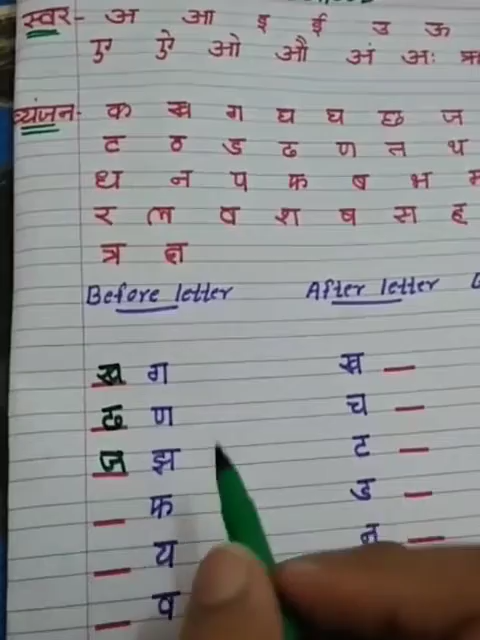 स्वर- अ आ इ ई उ ऊ
ए ऐ ओ औ अं अः ऋ
व्यंजन- क ख ग घ च छ ज
ट ठ ड ढ ण त थ
ध न प फ ब भ म
र ल व श ष स ह
त्र ज्ञ
Before letter After letter
ख ग ख _
ढ ण च _
ज झ ट _
_ फ ड _
_ य न _
_ व